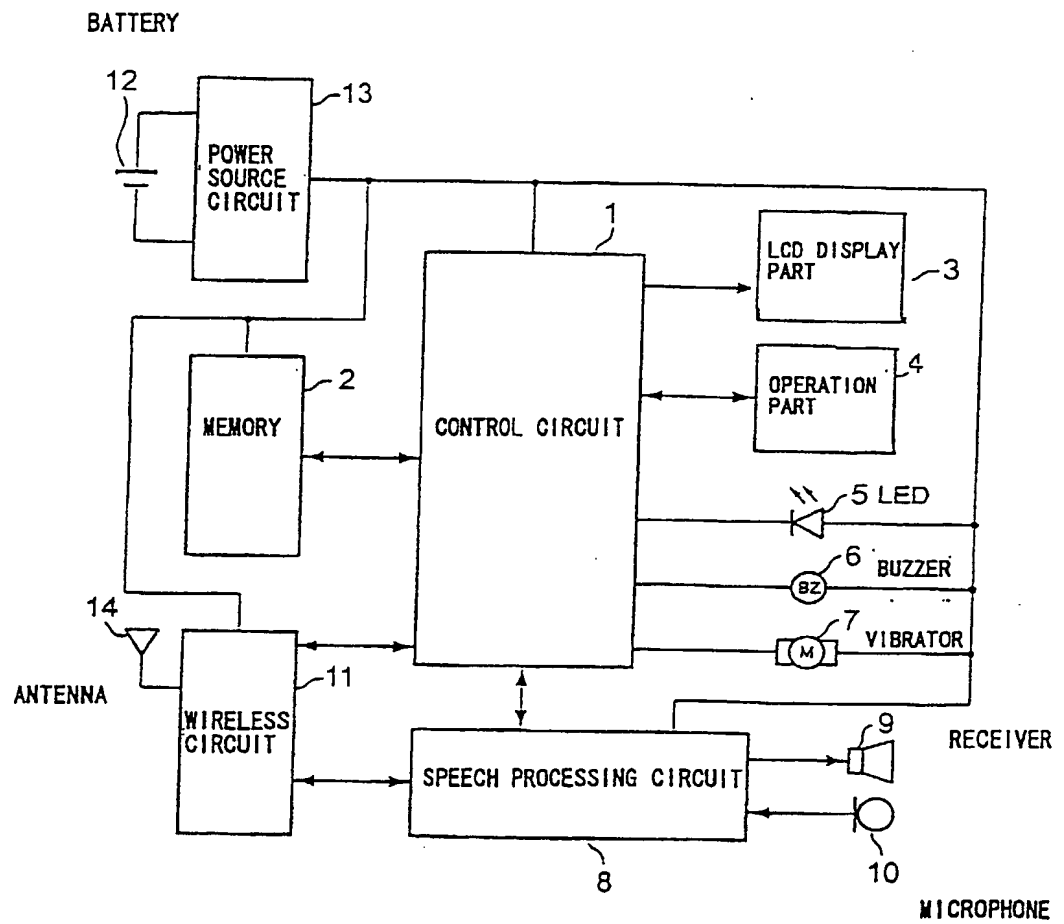 BATTERY
12
13
POWER
SOURCE
CIRCUIT
1
LCD DISPLAY
PART
3
2
MEMORY
CONTROL CIRCUIT
4
OPERATION
PART
5 LED
6
BZ
BUZZER
7
M
VIBRATOR
14
ANTENNA
11
WIRELESS
CIRCUIT
SPEECH PROCESSING CIRCUIT
8
9
RECEIVER
10
MICROPHONE